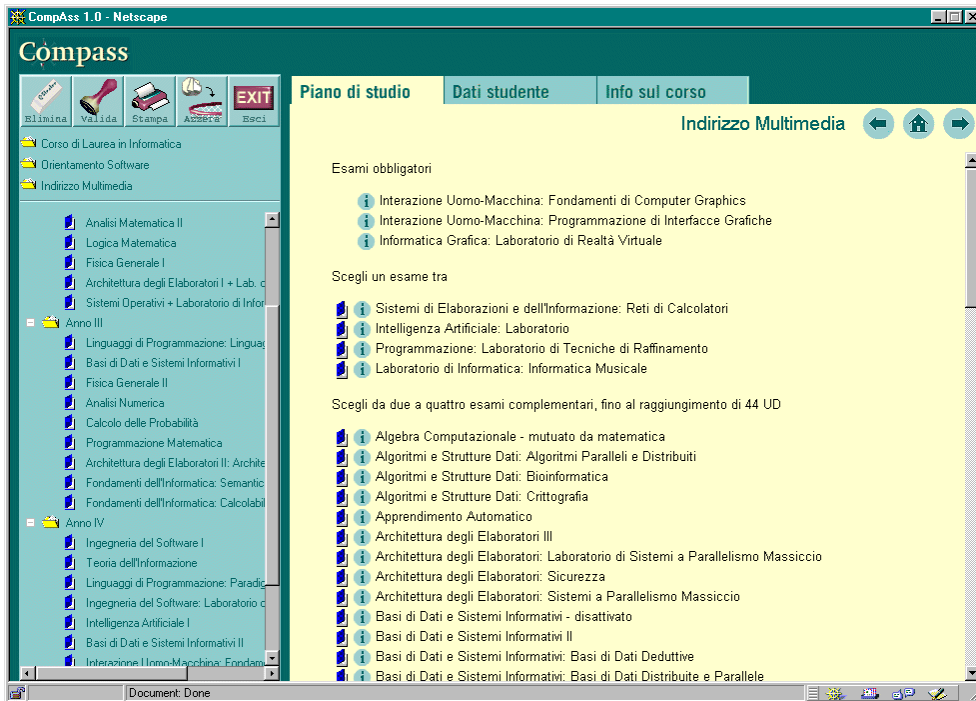 CompAss 1.0 - Netscape
Compass
Elimina Valida Stampa Azzera EXIT Esci
Piano di studio Dati studente Info sul corso
Indirizzo Multimedia
Corso di Laurea in Informatica
Orientamento Software
Indirizzo Multimedia
Analisi Matematica II
Logica Matematica
Fisica Generale I
Architettura degli Elaboratori I + Lab. c
Sistemi Operativi + Laboratorio di Infor
Anno III
Linguaggi di Programmazione: Linguag
Basi di Dati e Sistemi Informativi I
Fisica Generale II
Analisi Numerica
Calcolo delle Probabilità
Programmazione Matematica
Architettura degli Elaboratori II: Archite
Fondamenti dell'Informatica: Semantic
Fondamenti dell'Informatica: Calcolabil
Anno IV
Ingegneria del Software I
Teoria dell'Informazione
Linguaggi di Programmazione: Paradig
Ingegneria del Software: Laboratorio c
Intelligenza Artificiale I
Basi di Dati e Sistemi Informativi II
Interazione Uomo-Macchina: Fondam
Esami obbligatori
Interazione Uomo-Macchina: Fondamenti di Computer Graphics
Interazione Uomo-Macchina: Programmazione di Interfacce Grafiche
Informatica Grafica: Laboratorio di Realtà Virtuale
Scegli un esame tra
Sistemi di Elaborazioni e dell'Informazione: Reti di Calcolatori
Intelligenza Artificiale: Laboratorio
Programmazione: Laboratorio di Tecniche di Raffinamento
Laboratorio di Informatica: Informatica Musicale
Scegli da due a quattro esami complementari, fino al raggiungimento di 44 UD
Algebra Computazionale - mutuato da matematica
Algoritmi e Strutture Dati: Algoritmi Paralleli e Distribuiti
Algoritmi e Strutture Dati: Bioinformatica
Algoritmi e Strutture Dati: Crittografia
Apprendimento Automatico
Architettura degli Elaboratori III
Architettura degli Elaboratori: Laboratorio di Sistemi a Parallelismo Massiccio
Architettura degli Elaboratori: Sicurezza
Architettura degli Elaboratori: Sistemi a Parallelismo Massiccio
Basi di Dati e Sistemi Informativi - disattivato
Basi di Dati e Sistemi Informativi II
Basi di Dati e Sistemi Informativi: Basi di Dati Deduttive
Basi di Dati e Sistemi Informativi: Basi di Dati Distribuite e Parallele
Document: Done